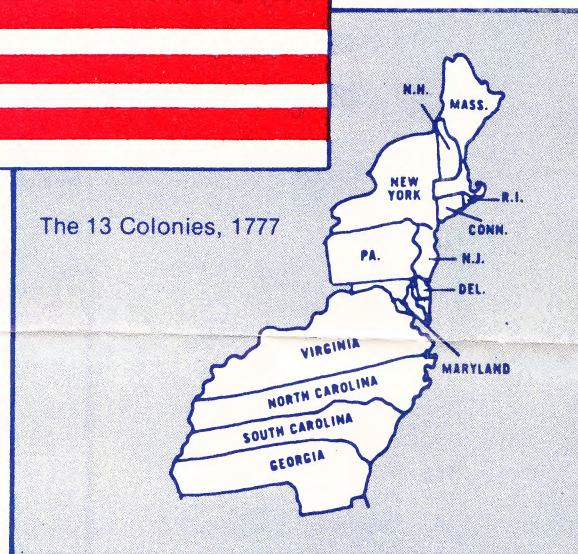 N.H.
MASS.
NEW
YORK
R.I.
CONN.
The 13 Colonies, 1777
PA.
N.J.
DEL.
VIRGINIA
MARYLAND
NORTH CAROLINA
SOUTH CAROLINA
GEORGIA